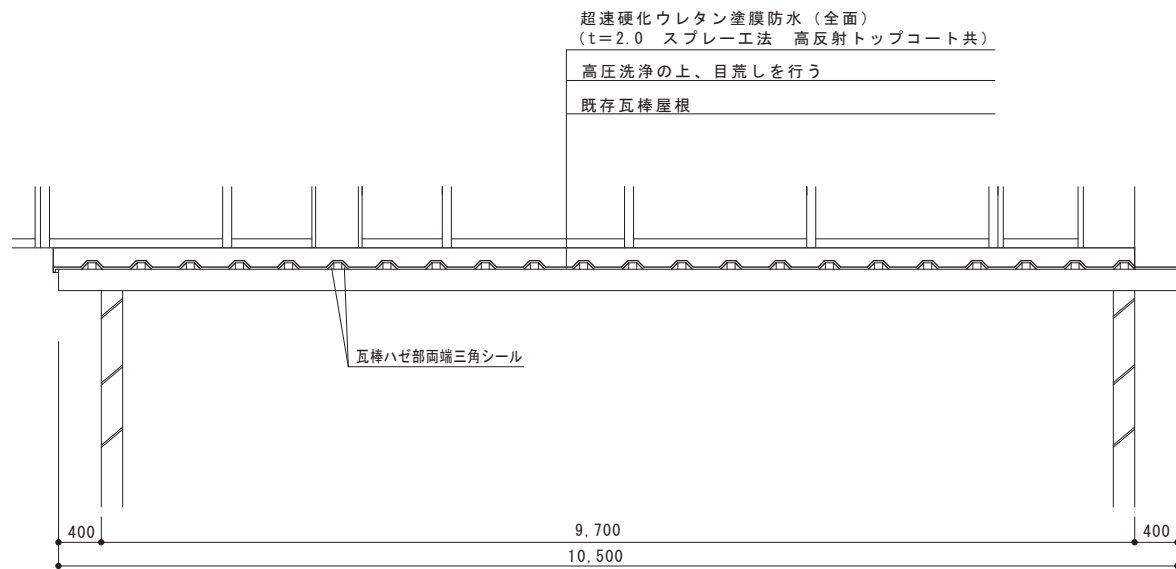 超速硬化ウレタン塗膜防水（全面）
（t＝2.0　スプレー工法　高反射トップコート共）
高圧洗浄の上、目荒しを行う
既存瓦棒屋根
瓦棒ハゼ部両端三角シール
400
9,700
400
10,500